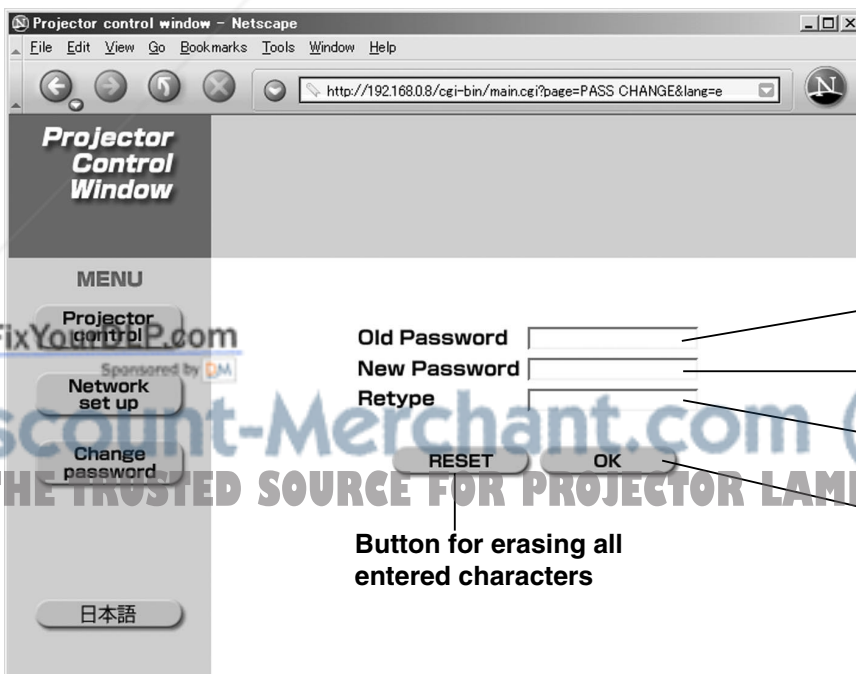 Projector control window - Netscape
File Edit View Go Bookmarks Tools Window Help
http://192.168.0.8/cgi-bin/main.cgi?page=PASS CHANGE&lang=e
N
Projector
Control
Window
MENU
Projector
control
FixYourDLP.com
Sponsored by DM
Network
set up
Change
password
日本語
Old Password
New Password
Retype
scount-Merchant.com (
THE TRUSTED SOURCE FOR PROJECTOR LAM
RESET OK
Button for erasing all
entered characters